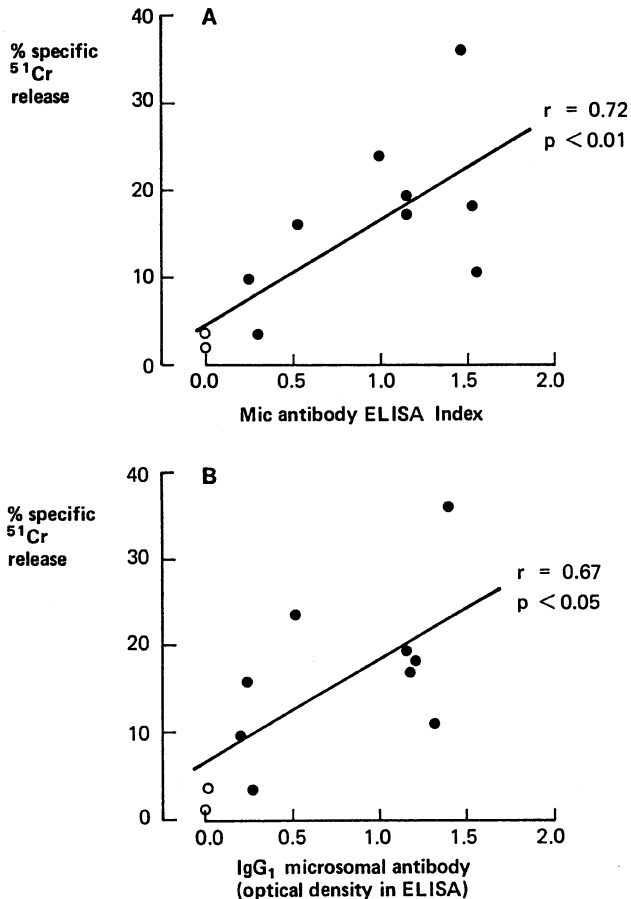 A
% specific
⁵¹Cr
release
40
30
20
10
0
r = 0.72
p <0.01
0.0 0.5 1.0 1.5 2.0
Mic antibody ELISA Index
B
% specific
⁵¹Cr
release
40
30
20
10
0
r = 0.67
p <0.05
0.0 0.5 1.0 1.5 2.0
IgG₁ microsomal antibody
(optical density in ELISA)